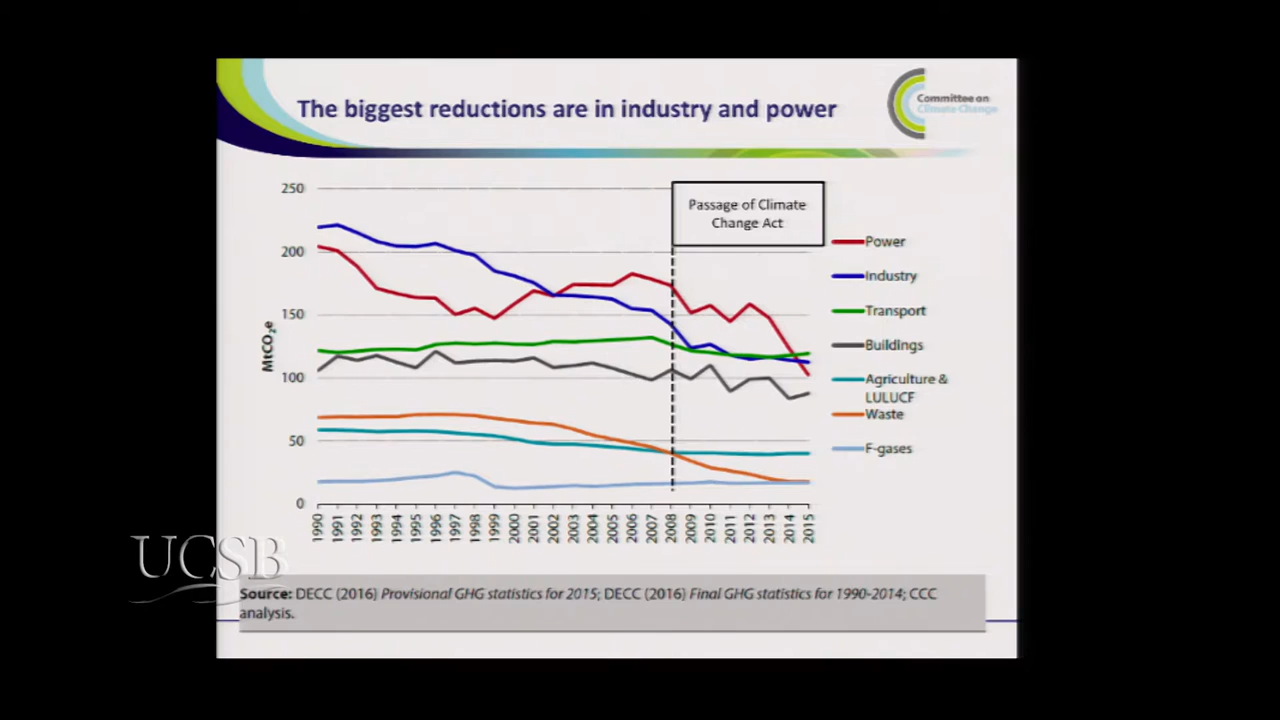 The biggest reductions are in industry and power
Committee on
Climate Change
250
200
150
100
50
0
MtCO₂e
Passage of Climate
Change Act
Power
Industry
Transport
Buildings
Agriculture &
LULUCF
Waste
F-gases
1990
1991
1992
1993
1994
1995
1996
1997
1998
1999
2000
2001
2002
2003
2004
2005
2006
2007
2008
2009
2010
2011
2012
2013
2014
2015
UCSB
Source: DECC (2016) Provisional GHG statistics for 2015; DECC (2016) Final GHG statistics for 1990-2014; CCC
analysis.